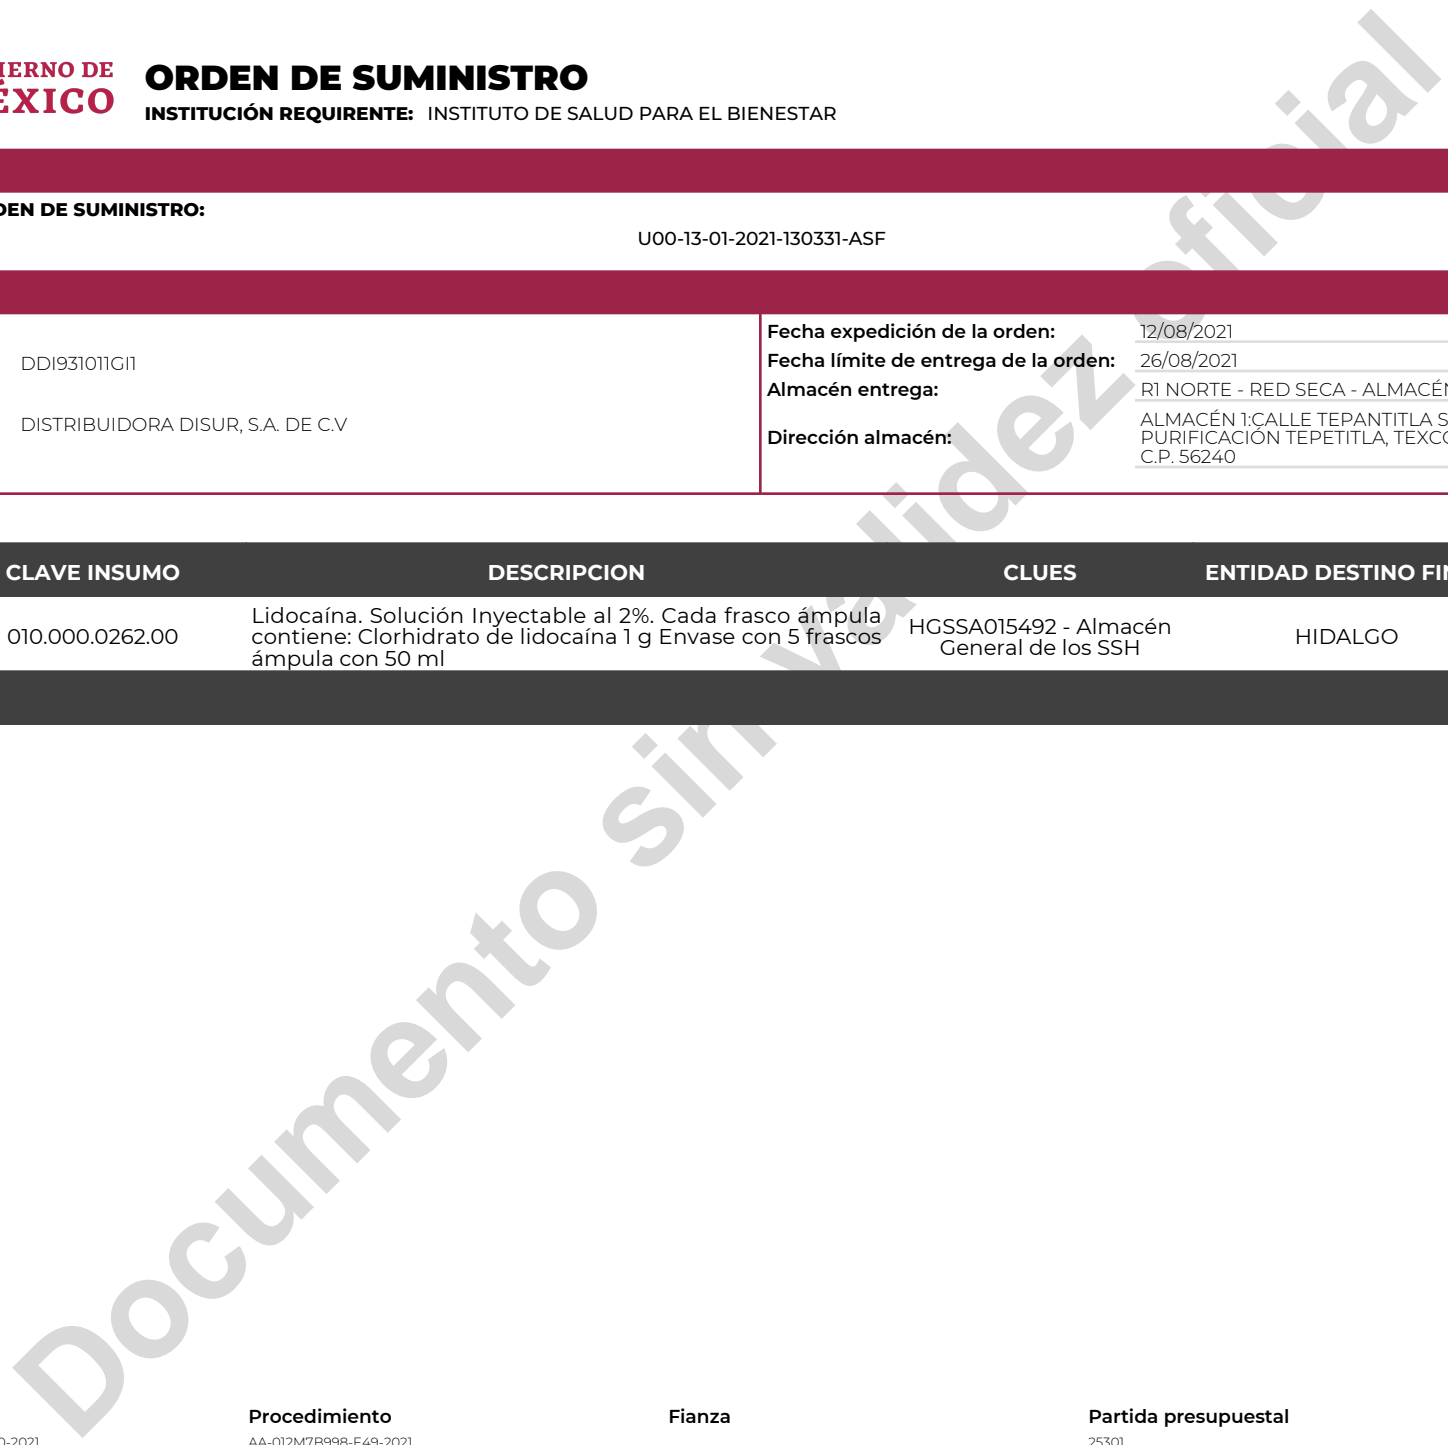 ORDEN DE SUMINISTRO
INSTITUCIÓN REQUIRENTE: INSTITUTO DE SALUD PARA EL BIENESTAR
DE
XICO
DE SUMINISTRO:
U00-13-01-2021-130331-ASF
DDI931011GI1
DISTRIBUIDORA DISUR, S.A. DE C.V
Fecha expedición de la orden: 12/08/2021
Fecha límite de entrega de la orden: 26/08/2021
Almacén entrega: R1 NORTE - RED SECA - ALMACÉN
Dirección almacén:
ALMACÉN 1:CALLE TEPANTITLA S
PURIFICACIÓN TEPETITLA, TEXCO
C.P. 56240
CLAVE INSUMO DESCRIPCION CLUES ENTIDAD DESTINO FIN
010.000.0262.00
Lidocaína. Solución Inyectable al 2%. Cada frasco ámpula
contiene: Clorhidrato de lidocaína 1 g Envase con 5 frascos
ámpula con 50 ml
HGSSA015492 - Almacén
General de los SSH
HIDALGO
Documento sin validez oficial
Procedimiento Fianza Partida presupuestal
-2021 AA-012M7B998-E49-2021 25301